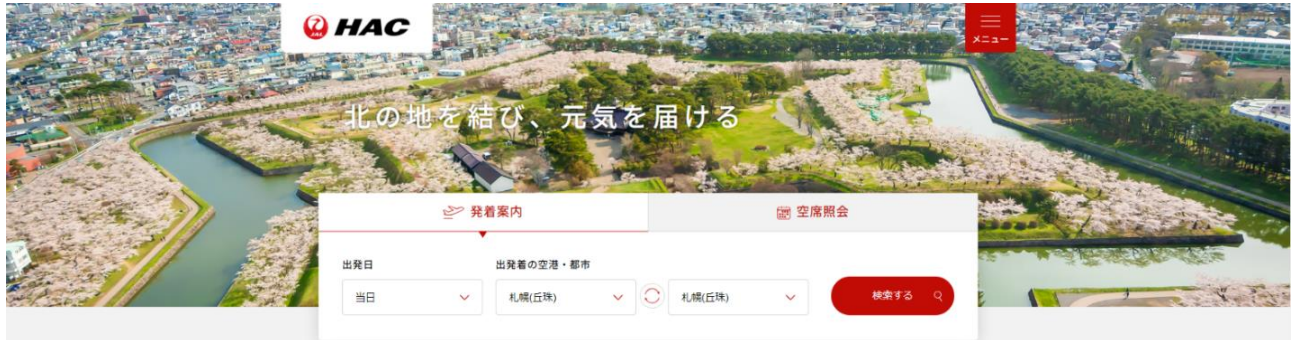 JAL
HAC
メニュー
北の地を結び、元気を届ける
発着案内
空席照会
出発日
出発着の空港・都市
当日
札幌(丘珠)
札幌(丘珠)
検索する